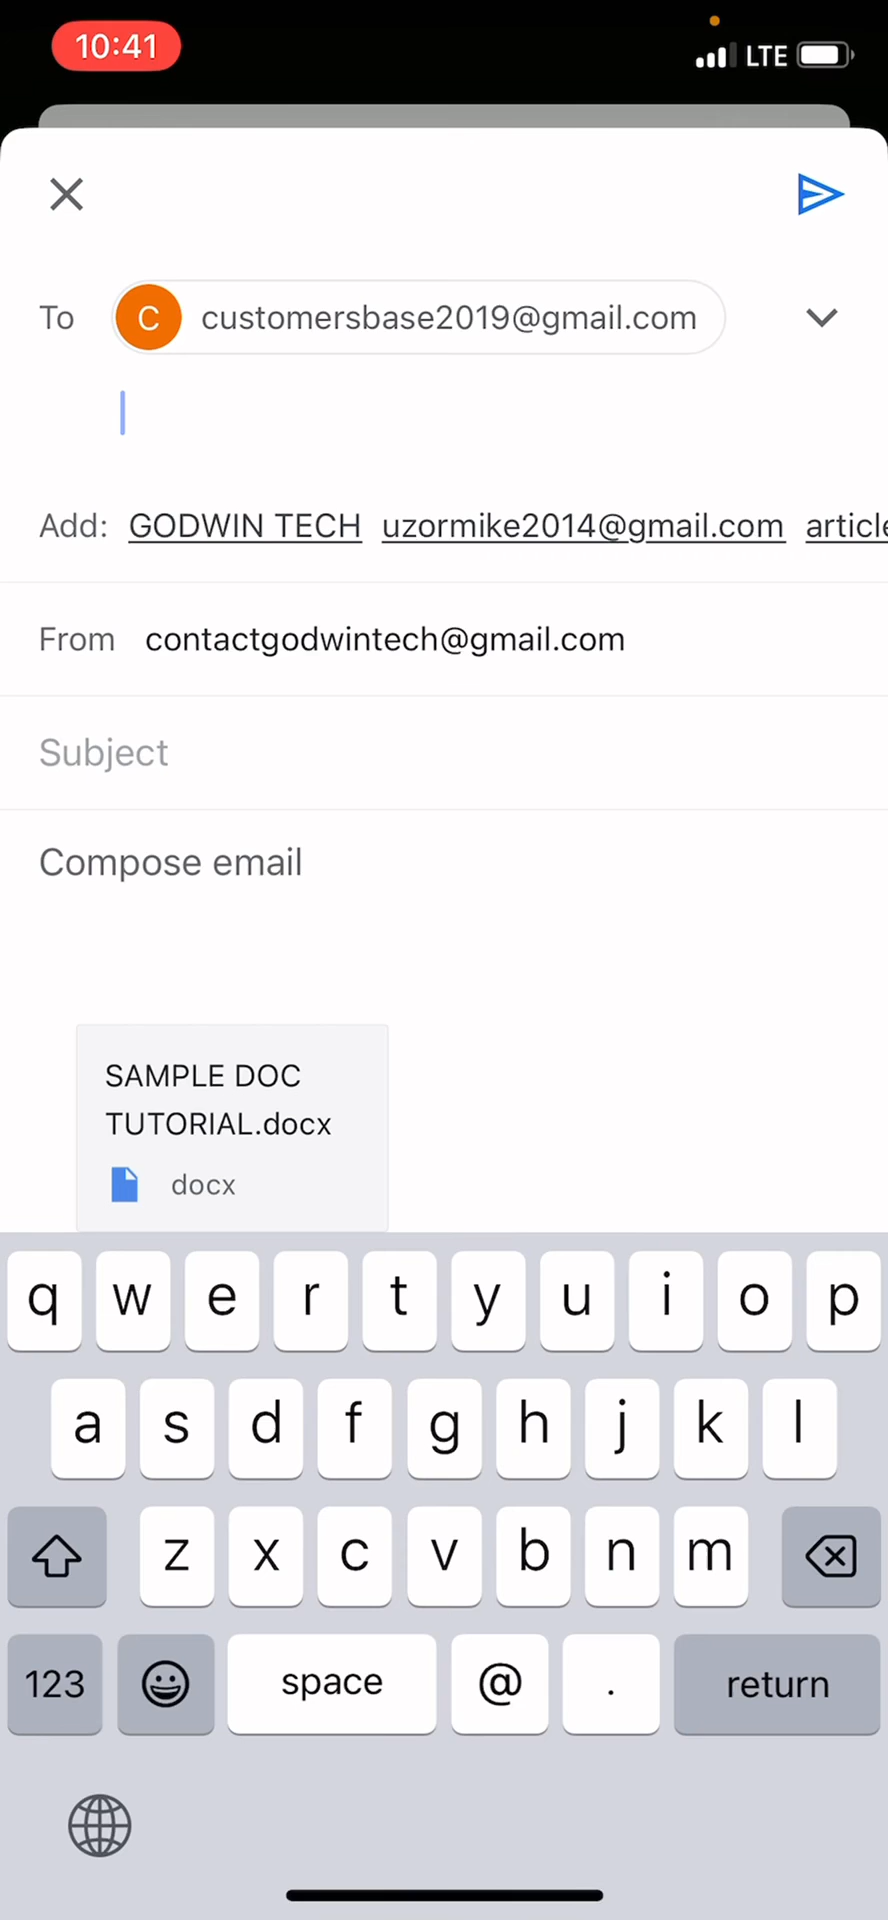 10:41
LTE
To C customersbase2019@gmail.com
Add: GODWIN TECH uzormike2014@gmail.com article
From contactgodwintech@gmail.com
Subject
Compose email
SAMPLE DOC
TUTORIAL.docx
docx
q w e r t y u i o p
a s d f g h j k l
z x c v b n m
123 space @ . return